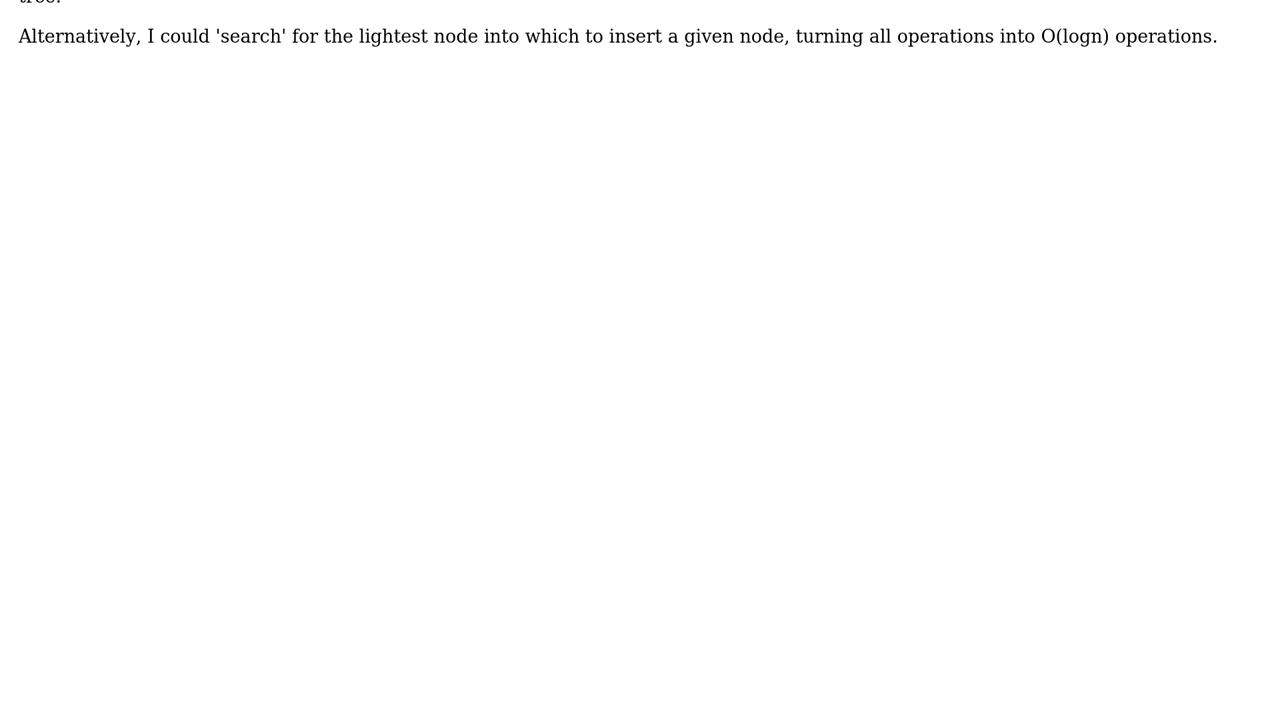 tree.
Alternatively, I could 'search' for the lightest node into which to insert a given node, turning all operations into O(logn) operations.